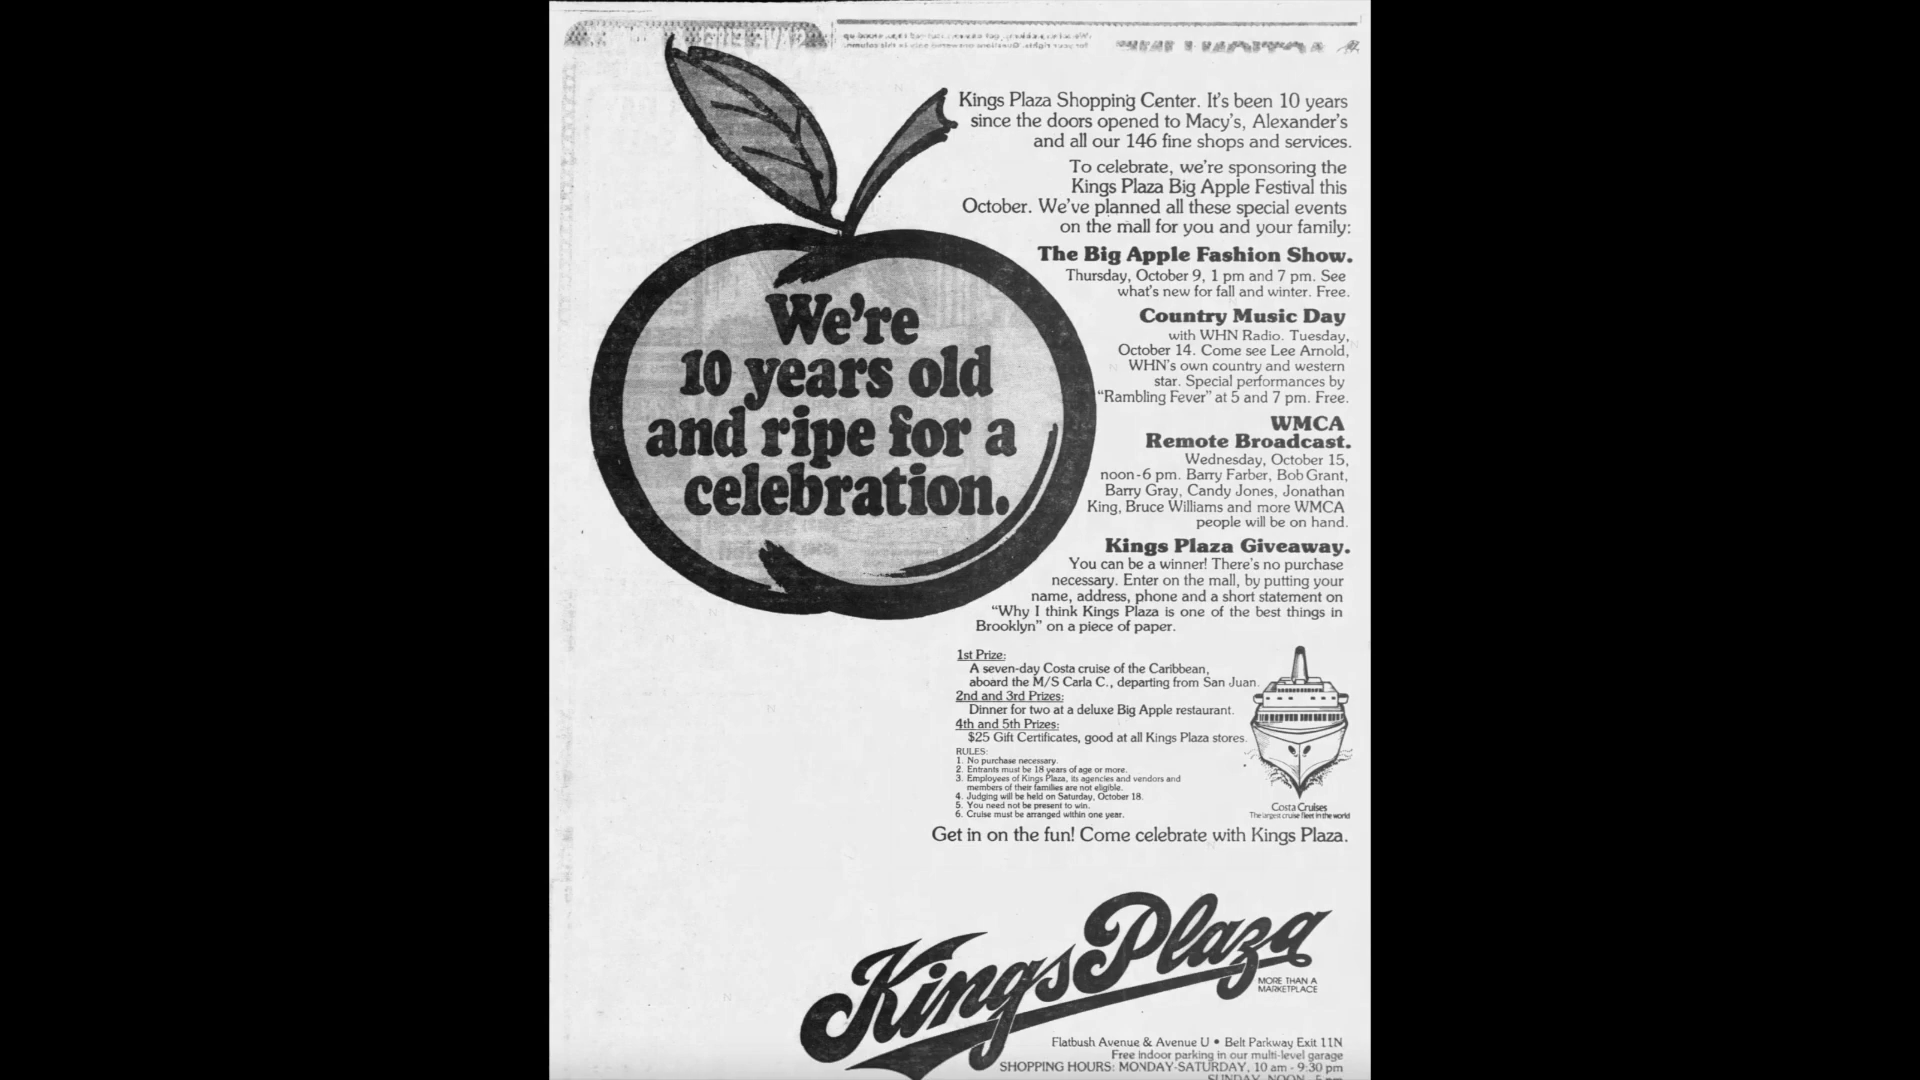 Kings Plaza Shopping Center. It's been 10 years
since the doors opened to Macy's, Alexander's
and all our 146 fine shops and services.
To celebrate, we're sponsoring the
Kings Plaza Big Apple Festival this
October. We've planned all these special events
on the mall for you and your family:
We're
10 years old
and ripe for a
celebration.
The Big Apple Fashion Show.
Thursday, October 9, 1 pm and 7 pm. See
what's new for fall and winter. Free.
Country Music Day
with WHN Radio. Tuesday,
October 14. Come see Lee Arnold,
WHN's own country and western
star. Special performances by
"Rambling Fever" at 5 and 7 pm. Free.
WMCA
Remote Broadcast.
Wednesday, October 15,
noon-6 pm. Barry Farber, Bob Grant,
Barry Gray, Candy Jones, Jonathan
King, Bruce Williams and more WMCA
people will be on hand.
Kings Plaza Giveaway.
You can be a winner! There's no purchase
necessary. Enter on the mall, by putting your
name, address, phone and a short statement on
"Why I think Kings Plaza is one of the best things in
Brooklyn" on a piece of paper.
1st Prize:
A seven-day Costa cruise of the Caribbean,
aboard the M/S Carla C., departing from San Juan.
2nd and 3rd Prizes:
Dinner for two at a deluxe Big Apple restaurant.
4th and 5th Prizes:
$25 Gift Certificates, good at all Kings Plaza stores.
RULES:
1. No purchase necessary.
2. Entrants must be 18 years of age or more.
3. Employees of Kings Plaza, its agencies and vendors and
members of their families are not eligible.
4. Judging will be held on Saturday, October 18.
5. You need not be present to win.
6. Cruise must be arranged within one year.
Costa Cruises
The largest cruise fleet in the world
Get in on the fun! Come celebrate with Kings Plaza.
Kings Plaza
MORE THAN A
MARKETPLACE
Flatbush Avenue & Avenue U • Belt Parkway Exit 11N
Free indoor parking in our multi-level garage
SHOPPING HOURS: MONDAY-SATURDAY, 10 am - 9:30 pm
SUNDAY, NOON - 5 pm